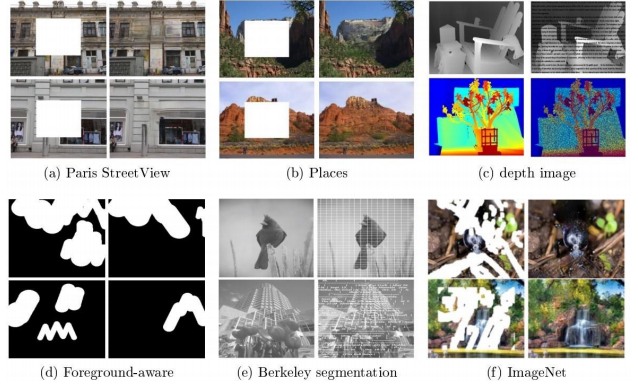 (a) Paris StreetView
(b) Places
(c) depth image
(d) Foreground-aware
(e) Berkeley segmentation
(f) ImageNet